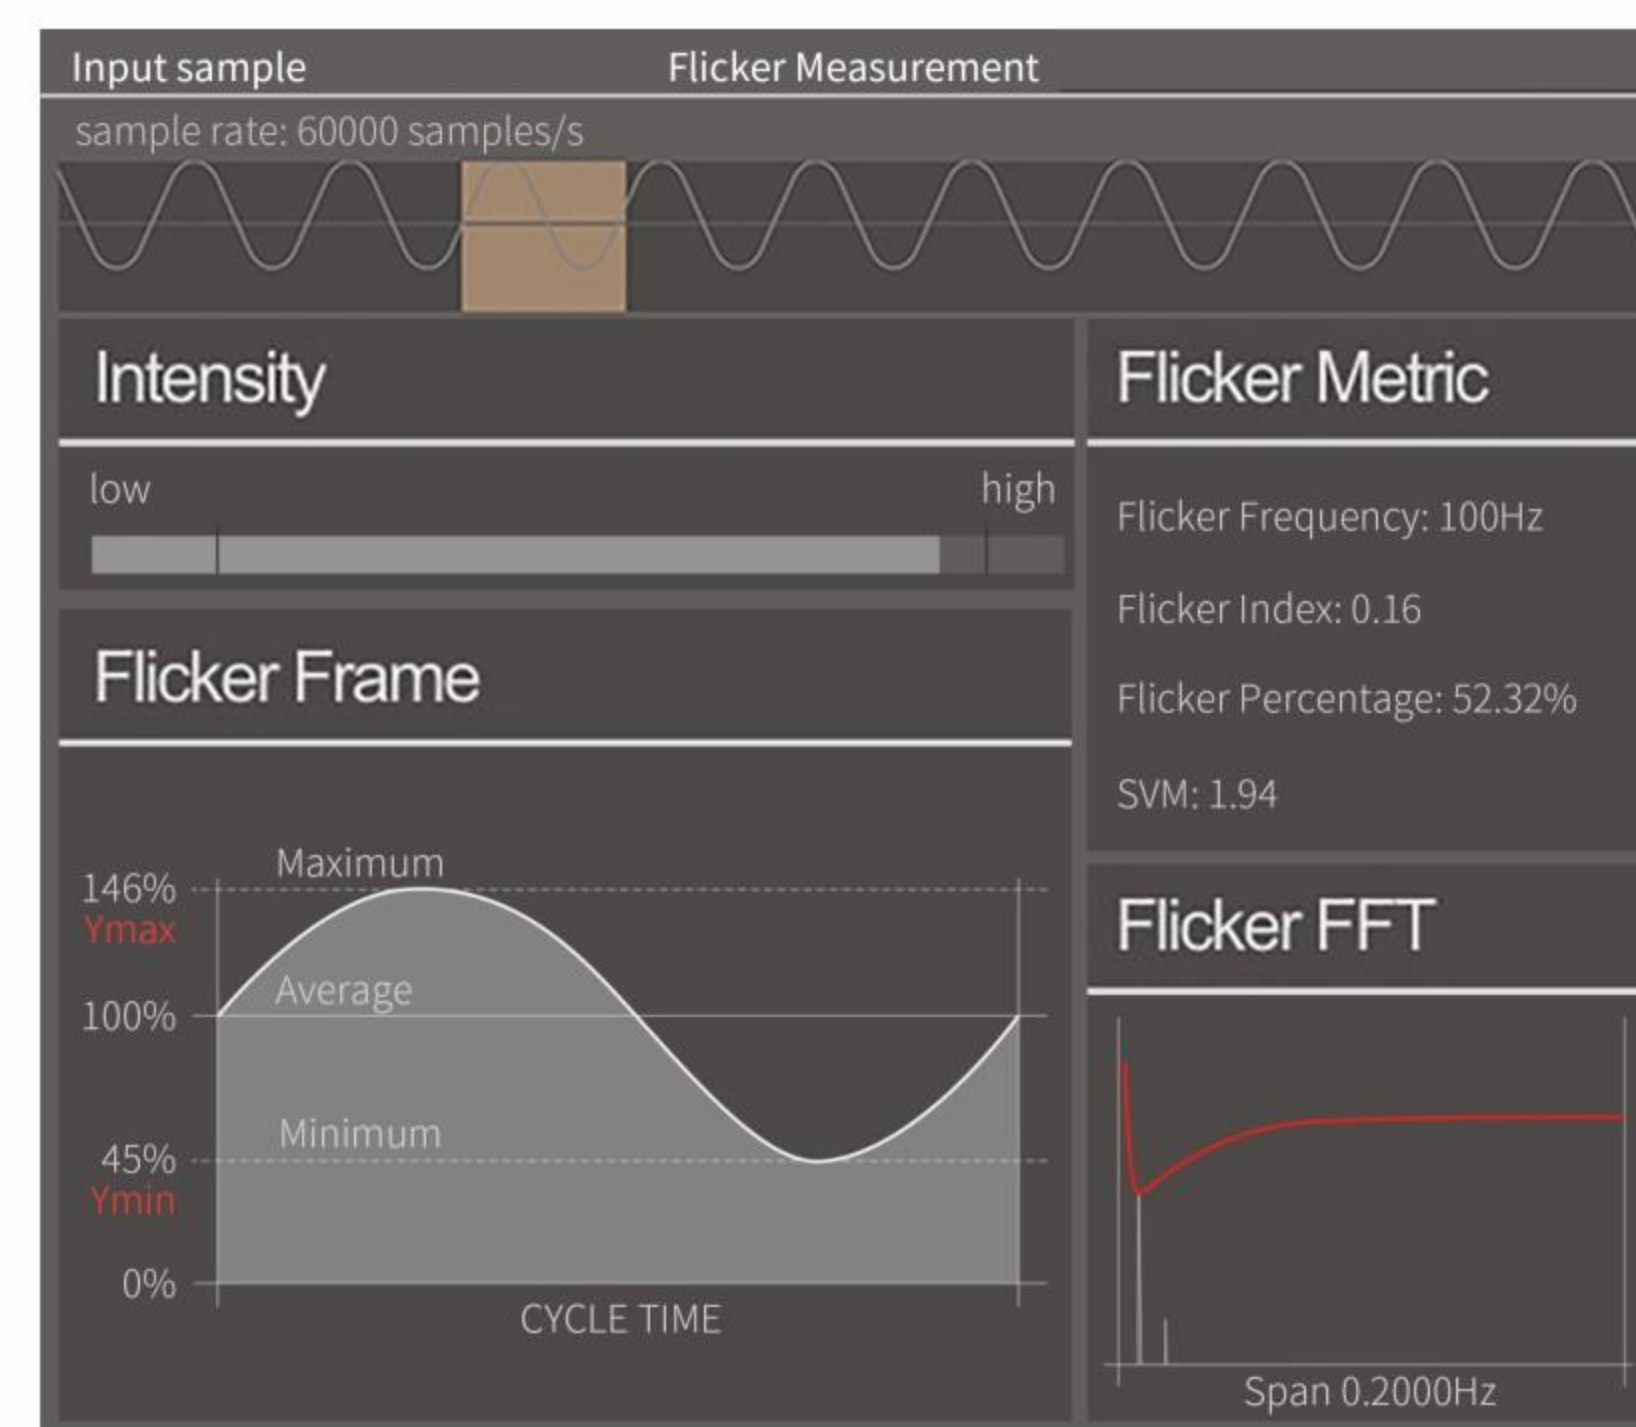 Input sample
Flicker Measurement
sample rate: 60000 samples/s
Intensity
low
high
Flicker Frame
Maximum
146%
Ymax
Average
100%
Minimum
45%
Ymin
0%
CYCLE TIME
Flicker Metric
Flicker Frequency: 100Hz
Flicker Index: 0.16
Flicker Percentage: 52.32%
SVM: 1.94
Flicker FFT
Span 0.2000Hz